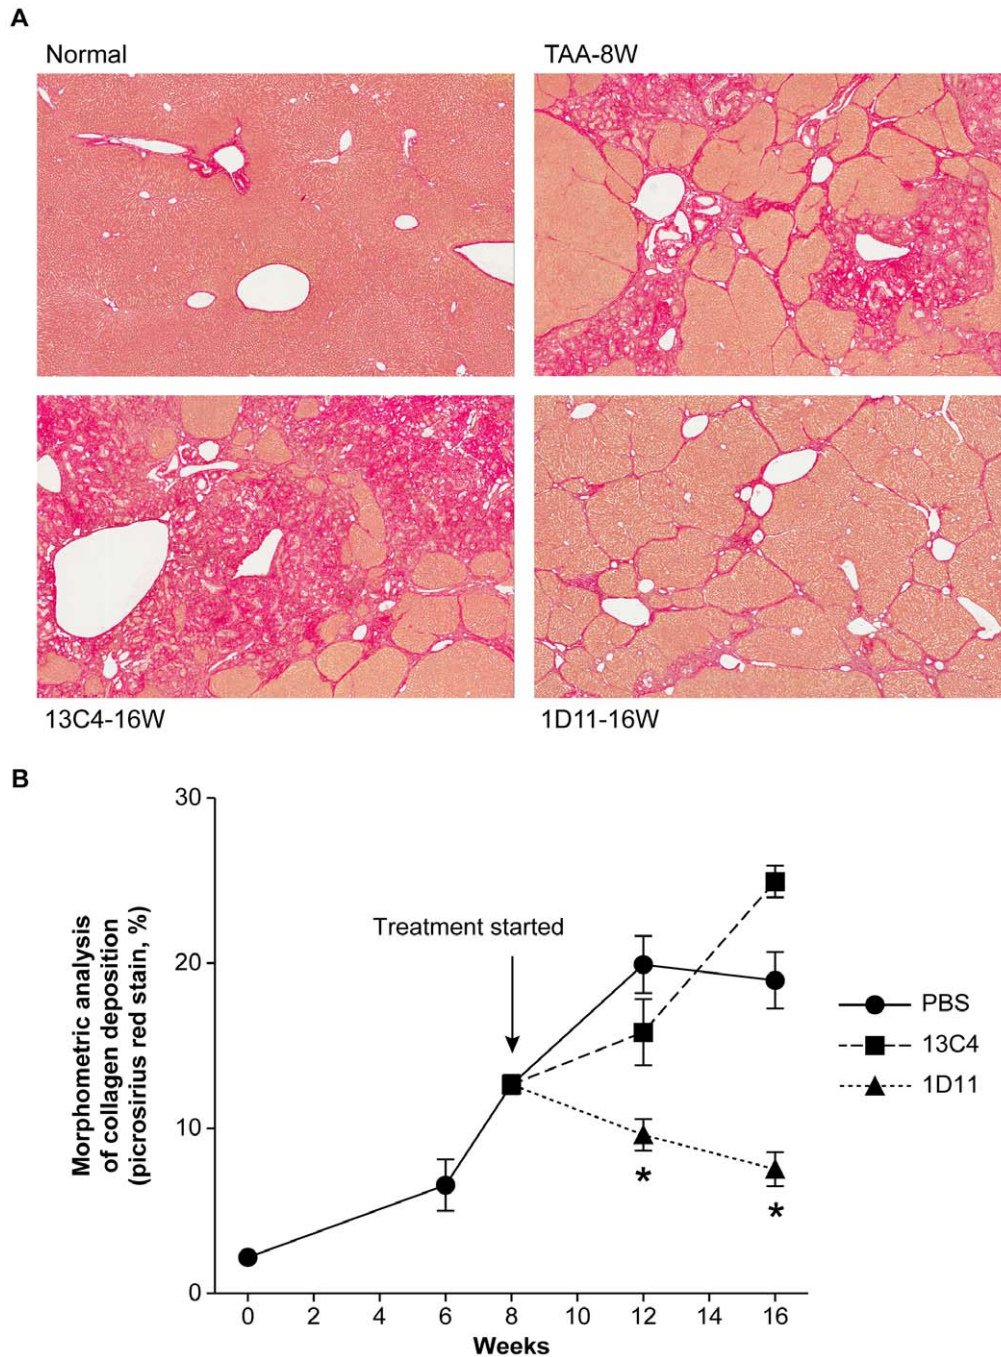 A
Normal
TAA-8W
13C4-16W
1D11-16W
B
Morphometric analysis
of collagen deposition
(picrosirius red stain, %)
30
20
10
0
Treatment started
*
*
0 2 4 6 8 10 12 14 16
Weeks
PBS
13C4
1D11